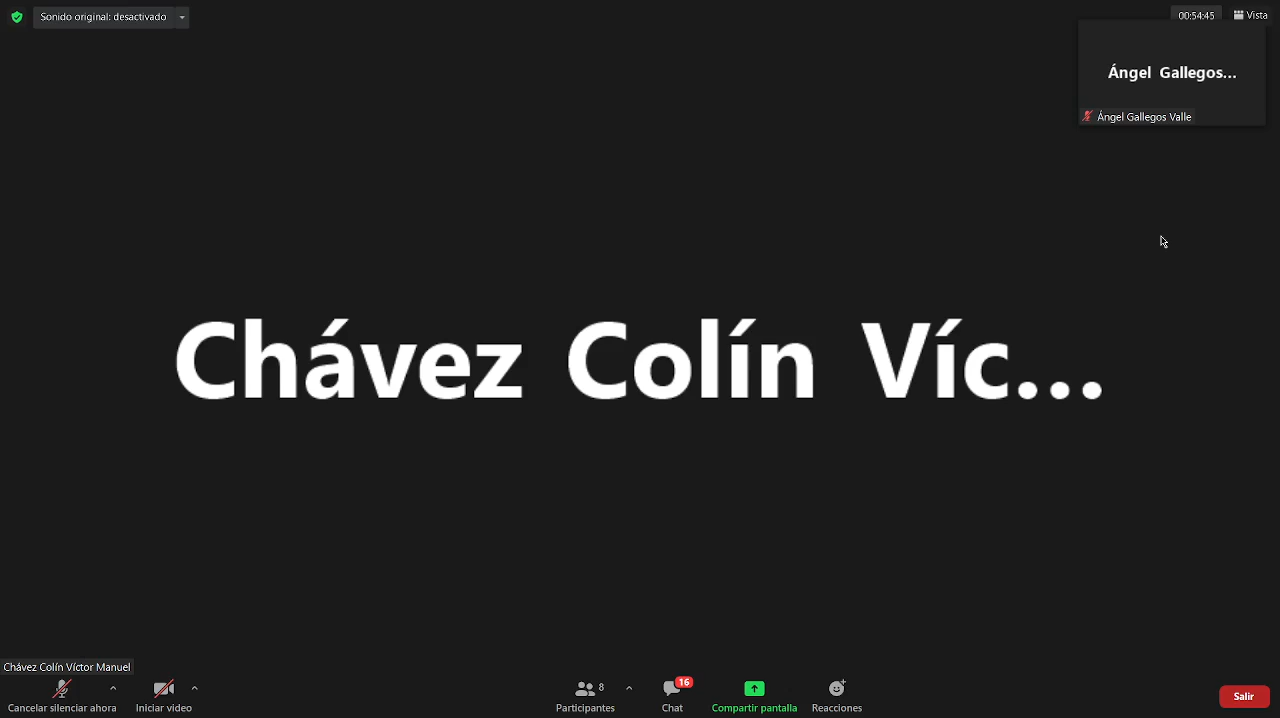 Sonido original: desactivado
00:54:45
Vista
Ángel Gallegos...
Ángel Gallegos Valle
Chávez Colín Víc...
Chávez Colín Víctor Manuel
Cancelar silenciar ahora
Iniciar video
8
Participantes
16
Chat
Compartir pantalla
Reacciones
Salir